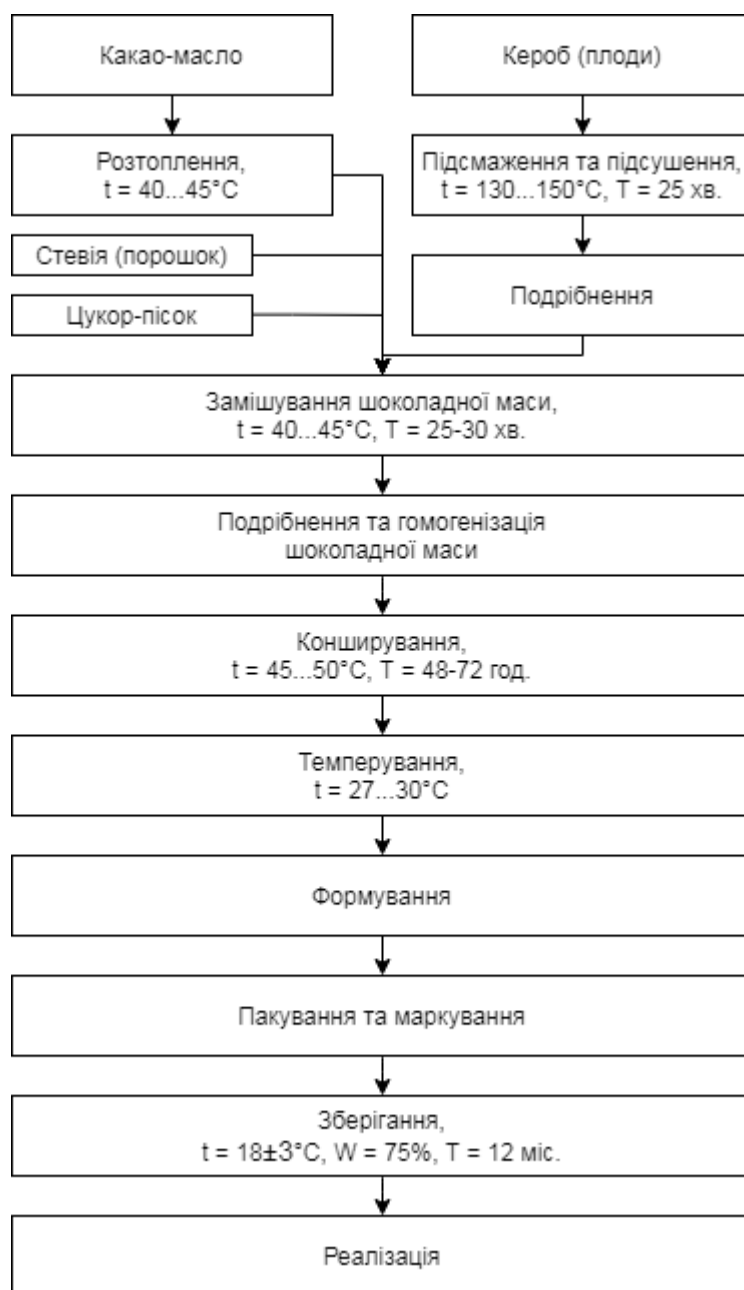 Какао-масло
Кероб (плоди)
Розтоплення,
t = 40...45°C
Підсмаження та підсушення,
t = 130...150°C, T = 25 хв.
Стевія (порошок)
Подрібнення
Цукор-пісок
Замішування шоколадної маси,
t = 40...45°C, T = 25-30 хв.
Подрібнення та гомогенізація
шоколадної маси
Конширування,
t = 45...50°C, T = 48-72 год.
Темперування,
t = 27...30°C
Формування
Пакування та маркування
Зберігання,
t = 18±3°C, W = 75%, T = 12 міс.
Реалізація